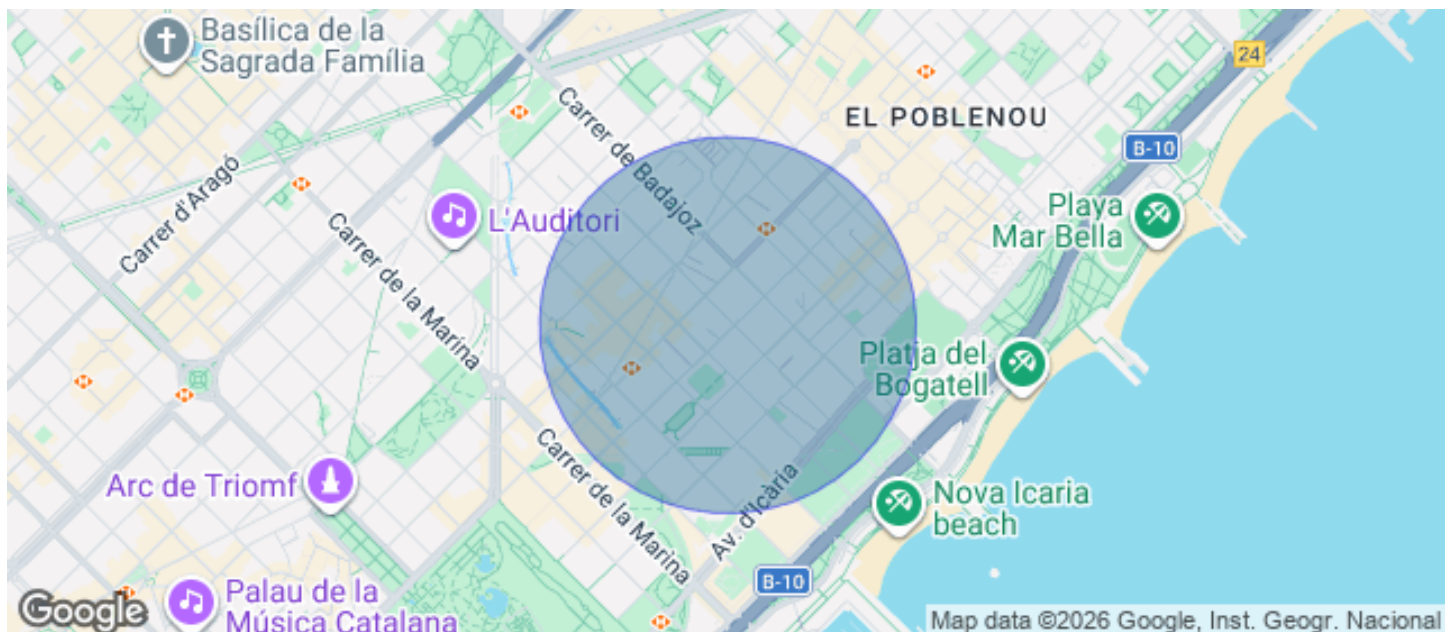 Basílica de la
Sagrada Família
24
Carrer de Badajoz
EL POBLENOU
B-10
Carrer d'Aragó
L'Auditori
Playa
Mar Bella
Carrer de la Marina
Platja del
Bogatell
Arc de Triomf
Carrer de la Marina
Av. d'Icària
Nova Icaria
beach
B-10
Palau de la
Música Catalana
Google
Map data ©2026 Google, Inst. Geogr. Nacional